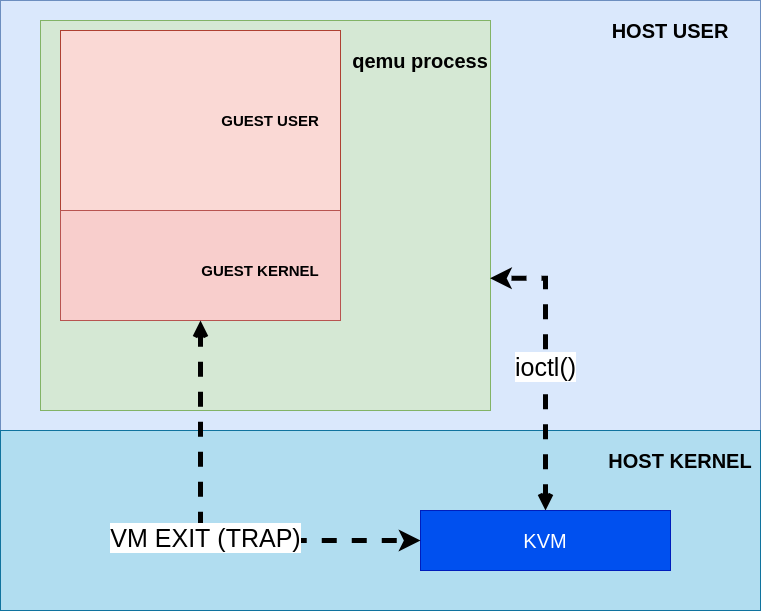 HOST USER
qemu process
GUEST USER
GUEST KERNEL
ioctl()
HOST KERNEL
VM EXIT (TRAP)
KVM